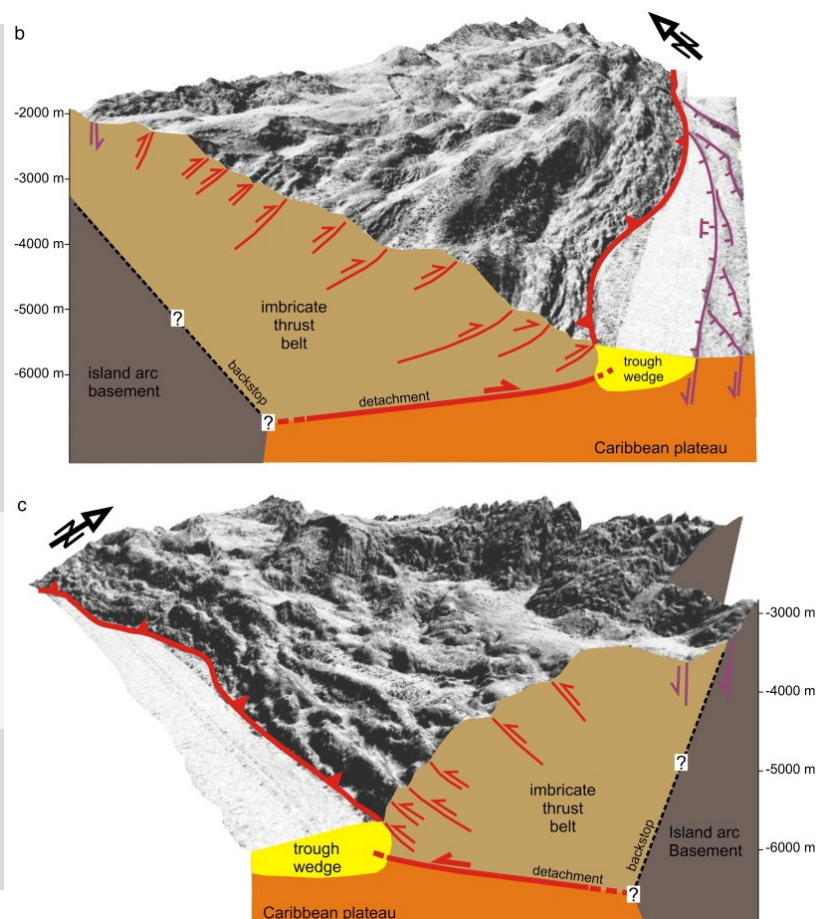 b
N
-2000 m
-3000 m
-4000 m
-5000 m
-6000 m
imbricate
thrust
belt
?
island arc
basement
backstop
?
detachment
trough
wedge
Caribbean plateau
c
N
-3000 m
-4000 m
-5000 m
-6000 m
?
imbricate
thrust
belt
Island arc
Basement
backstop
trough
wedge
detachment
?
Caribbean plateau